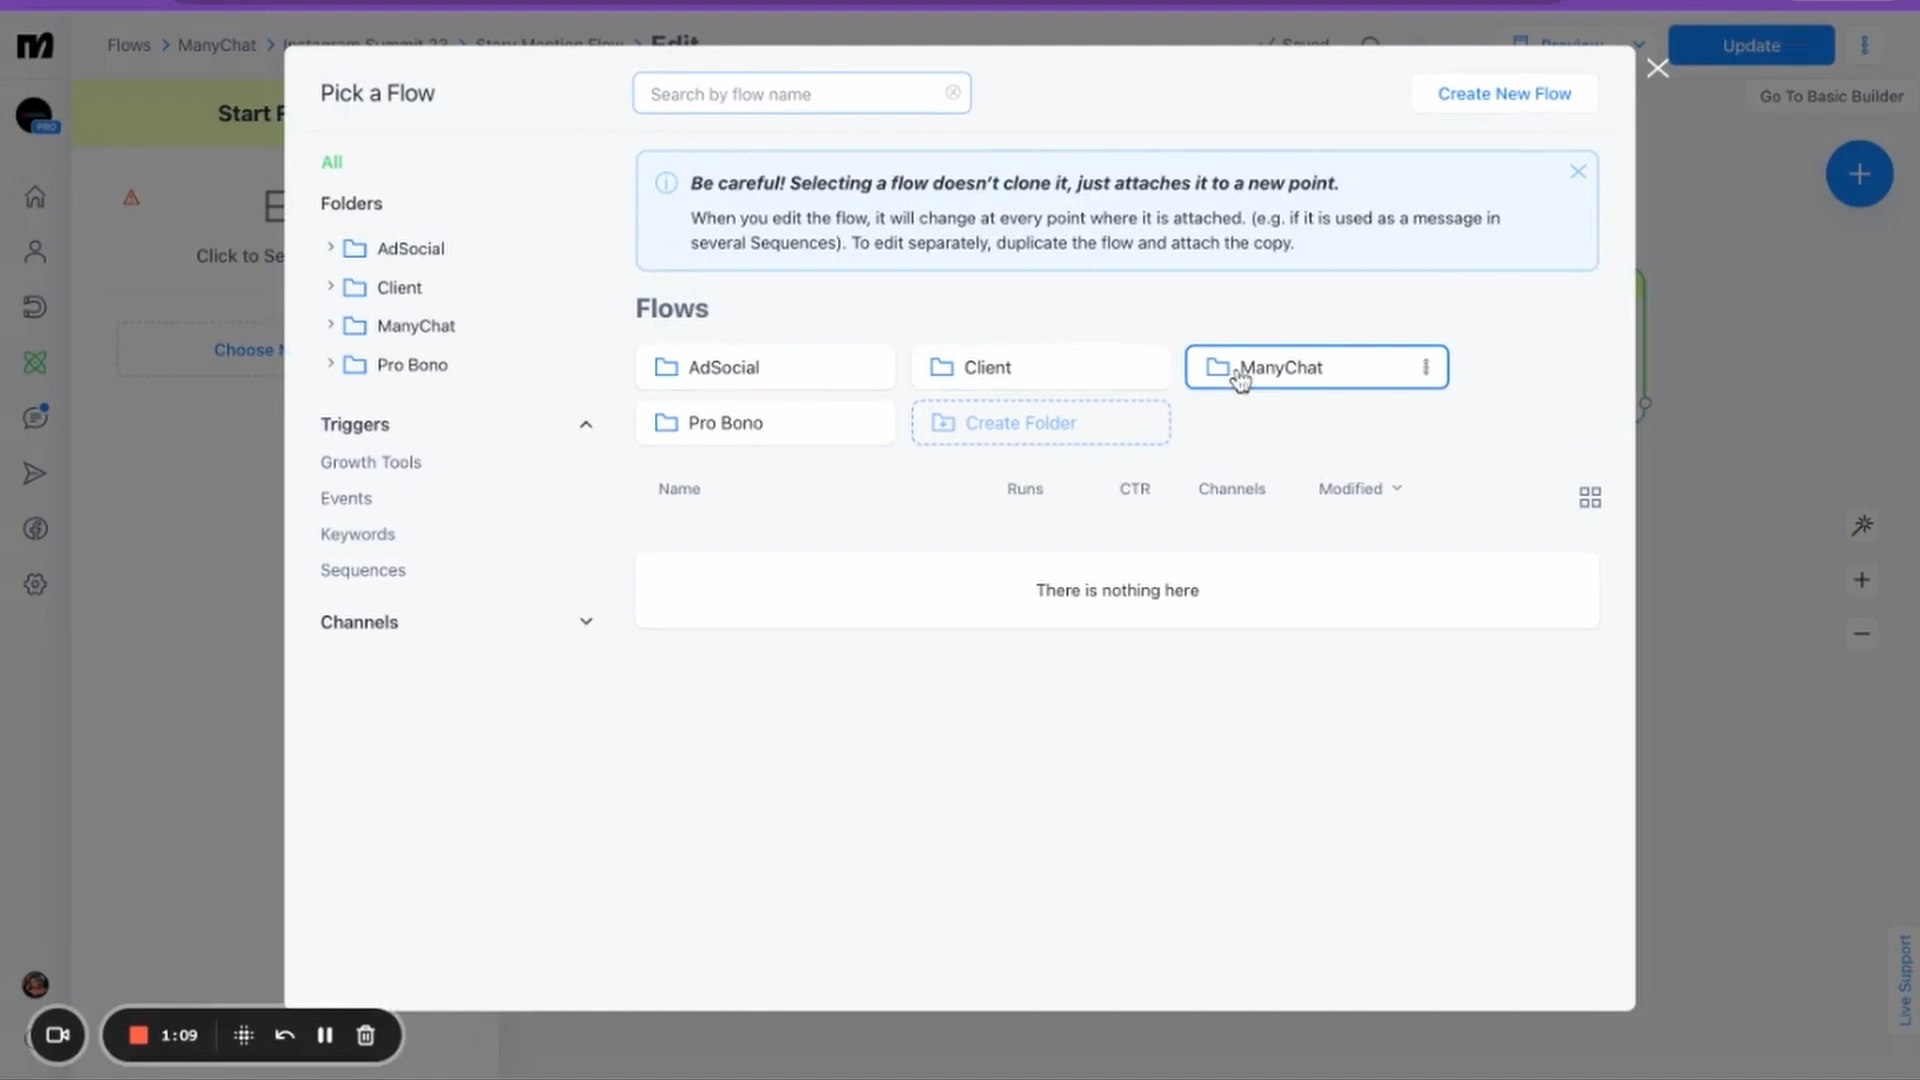 Flows > ManyChat > Instagram Summit 23 > Story Mention Flow > Edit
Saved
Preview
Update
Go To Basic Builder
PRO
Start
Click to Se
Choose
Pick a Flow
Search by flow name
Create New Flow
All
Folders
AdSocial
Client
ManyChat
Pro Bono
Triggers
Growth Tools
Events
Keywords
Sequences
Channels
Be careful! Selecting a flow doesn't clone it, just attaches it to a new point.
When you edit the flow, it will change at every point where it is attached. (e.g. if it is used as a message in
several Sequences). To edit separately, duplicate the flow and attach the copy.
Flows
AdSocial
Client
ManyChat
Pro Bono
Create Folder
Name Runs CTR Channels Modified
There is nothing here
Live Support
1:09